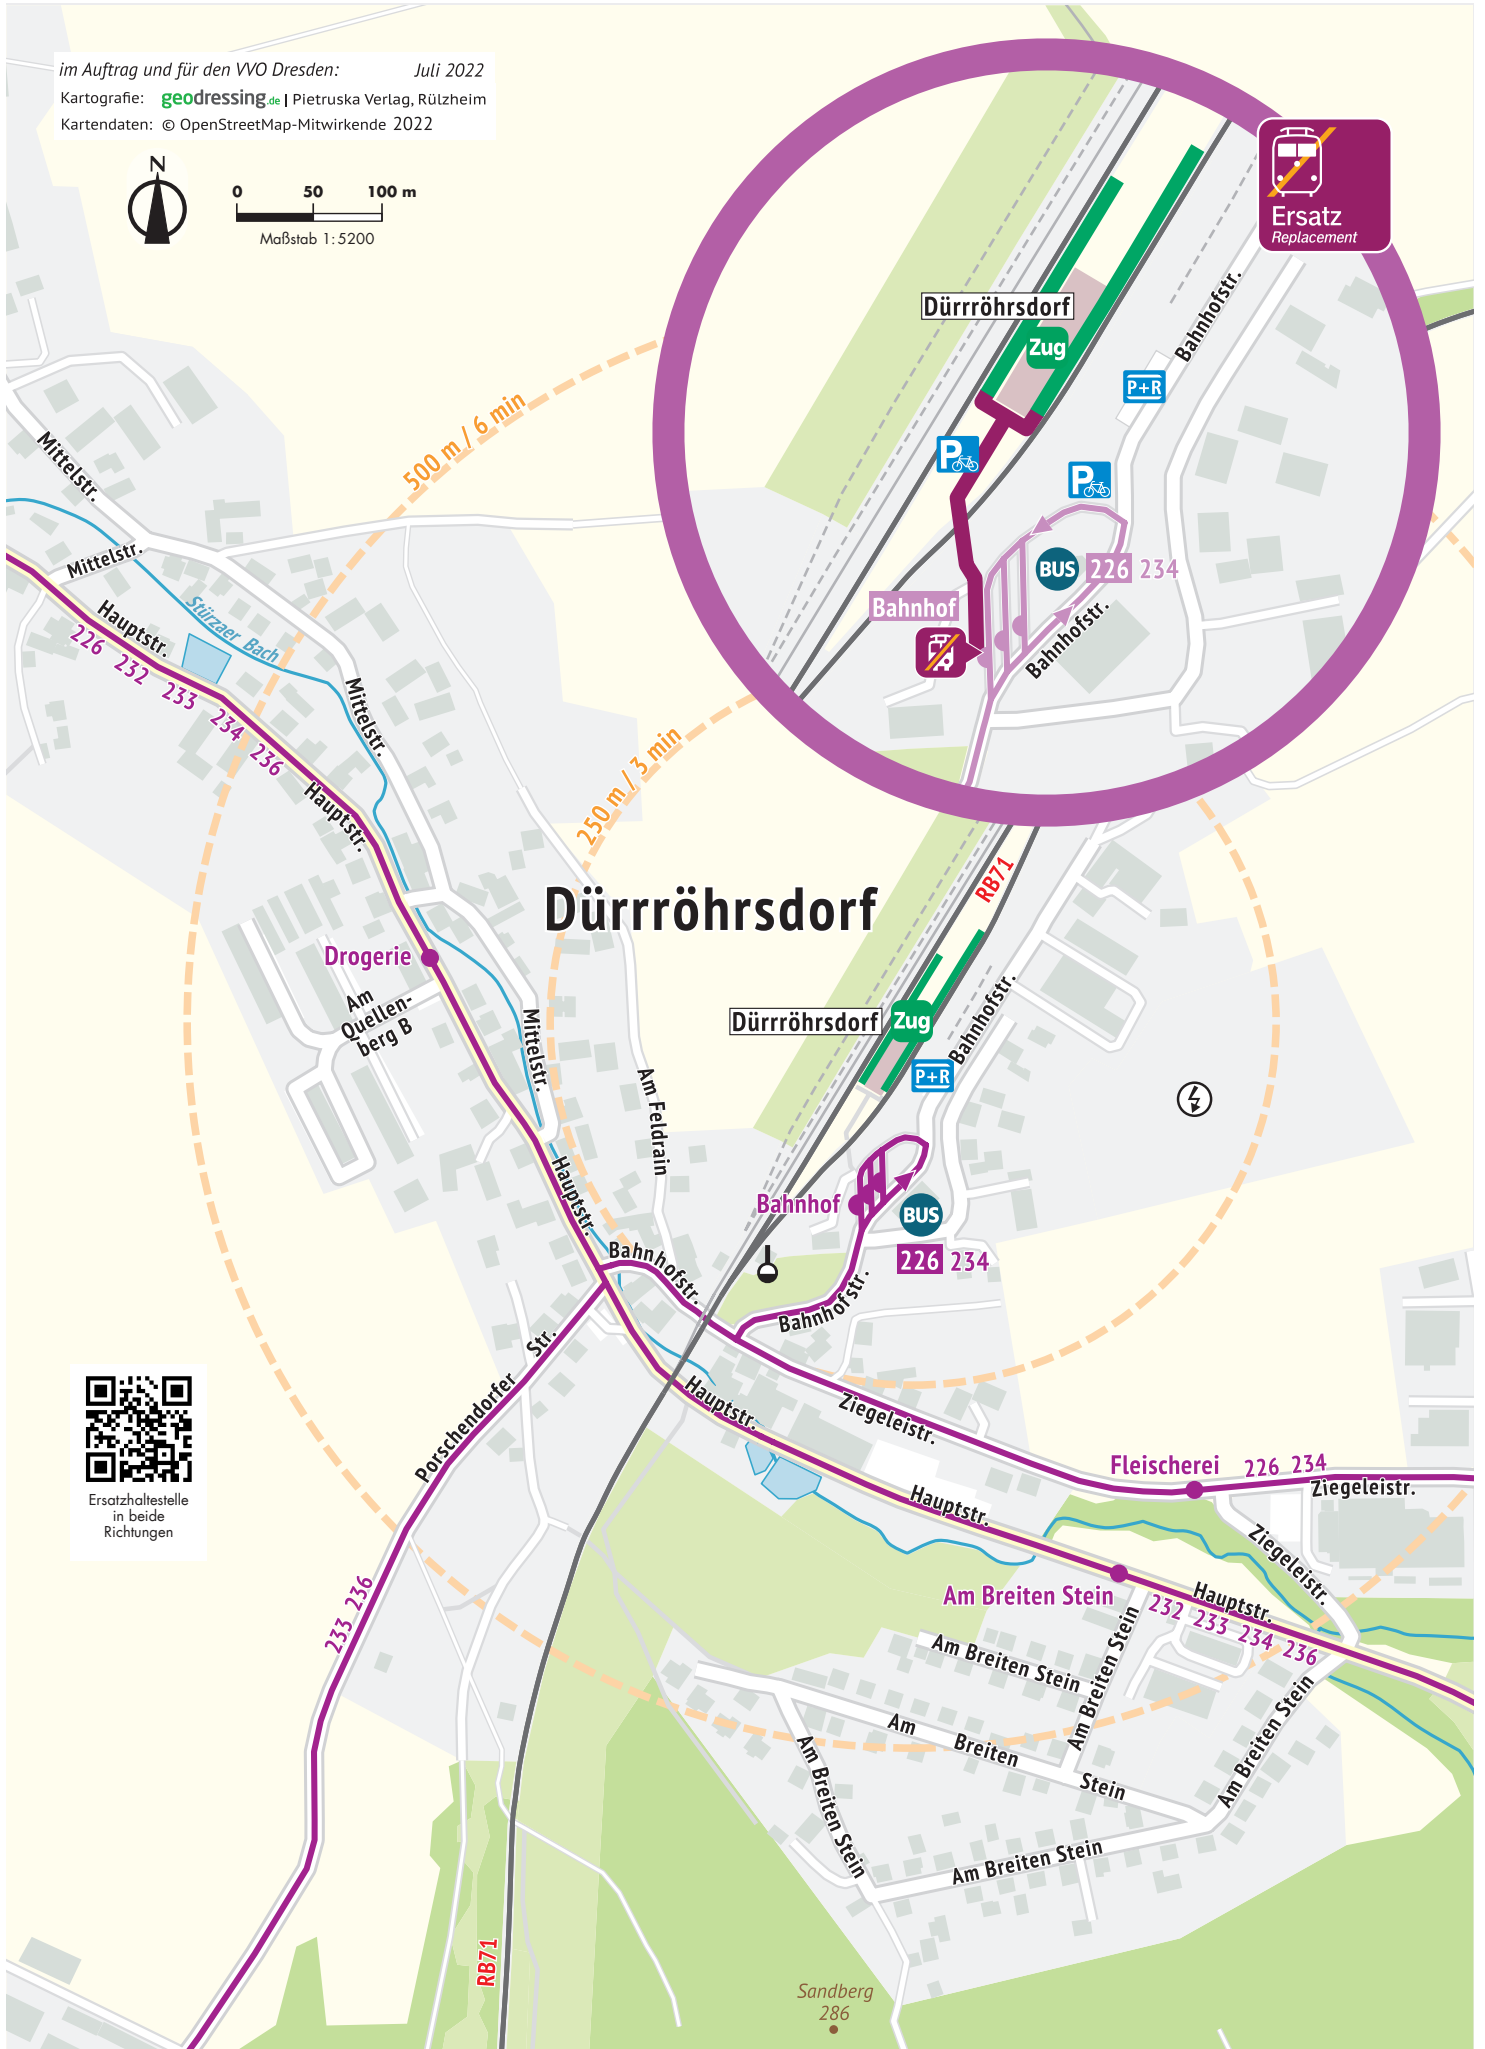 im Auftrag und für den VVO Dresden: Juli 2022
Kartografie: geodressing.de | Pietruska Verlag, Rülzheim
Kartendaten: © OpenStreetMap-Mitwirkende 2022
N
0 50 100 m
Maßstab 1:5200
Ersatz
Replacement
Dürrröhrsdorf
Zug
Bahnhofstr.
P+R
P
P
BUS 226 234
Bahnhof
Bahnhofstr.
500 m / 6 min
250 m / 3 min
Mittelstr.
Mittelstr.
Hauptstr.
226 232 233 234 236
Stürzaer Bach
Mittelstr.
Hauptstr.
Dürrröhrsdorf
RB71
Drogerie
Am
Quellen-
berg B
Mittelstr.
Dürrröhrsdorf
Zug
P+R
Bahnhofstr.
Am Feldrain
Hauptstr.
Bahnhof
BUS
226 234
Bahnhofstr.
Bahnhofstr.
Porschendorfer Str.
Hauptstr.
Ziegeleistr.
Fleischerei
226 234
Ziegeleistr.
Ziegeleistr.
Hauptstr.
Am Breiten Stein
Hauptstr.
232 233 234 236
Ersatzhaltestelle
in beide
Richtungen
233 236
Am Breiten Stein
Am Breiten Stein
Am Breiten Stein
Am Breiten Stein
Am Breiten Stein
Am Breiten Stein
RB71
Sandberg
286